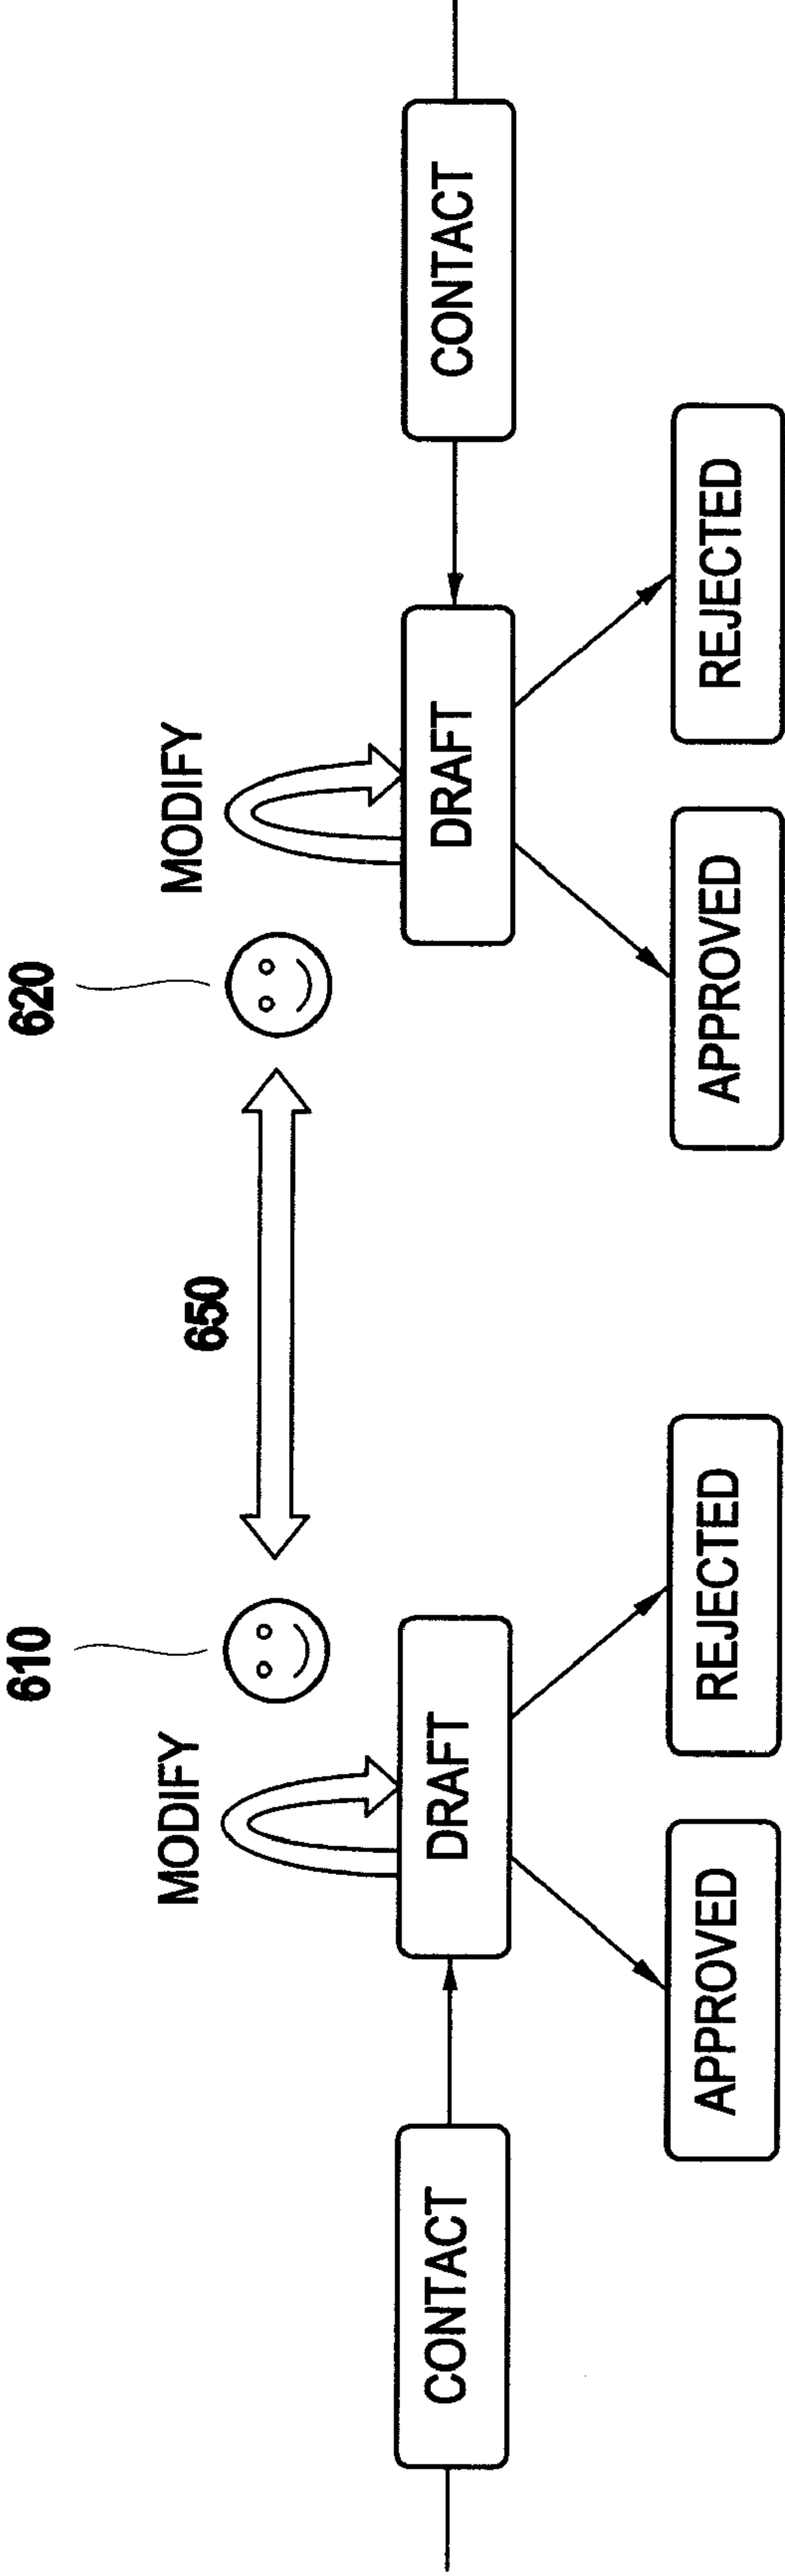 610
650
620
MODIFY
MODIFY
CONTACT
DRAFT
DRAFT
CONTACT
APPROVED
REJECTED
APPROVED
REJECTED